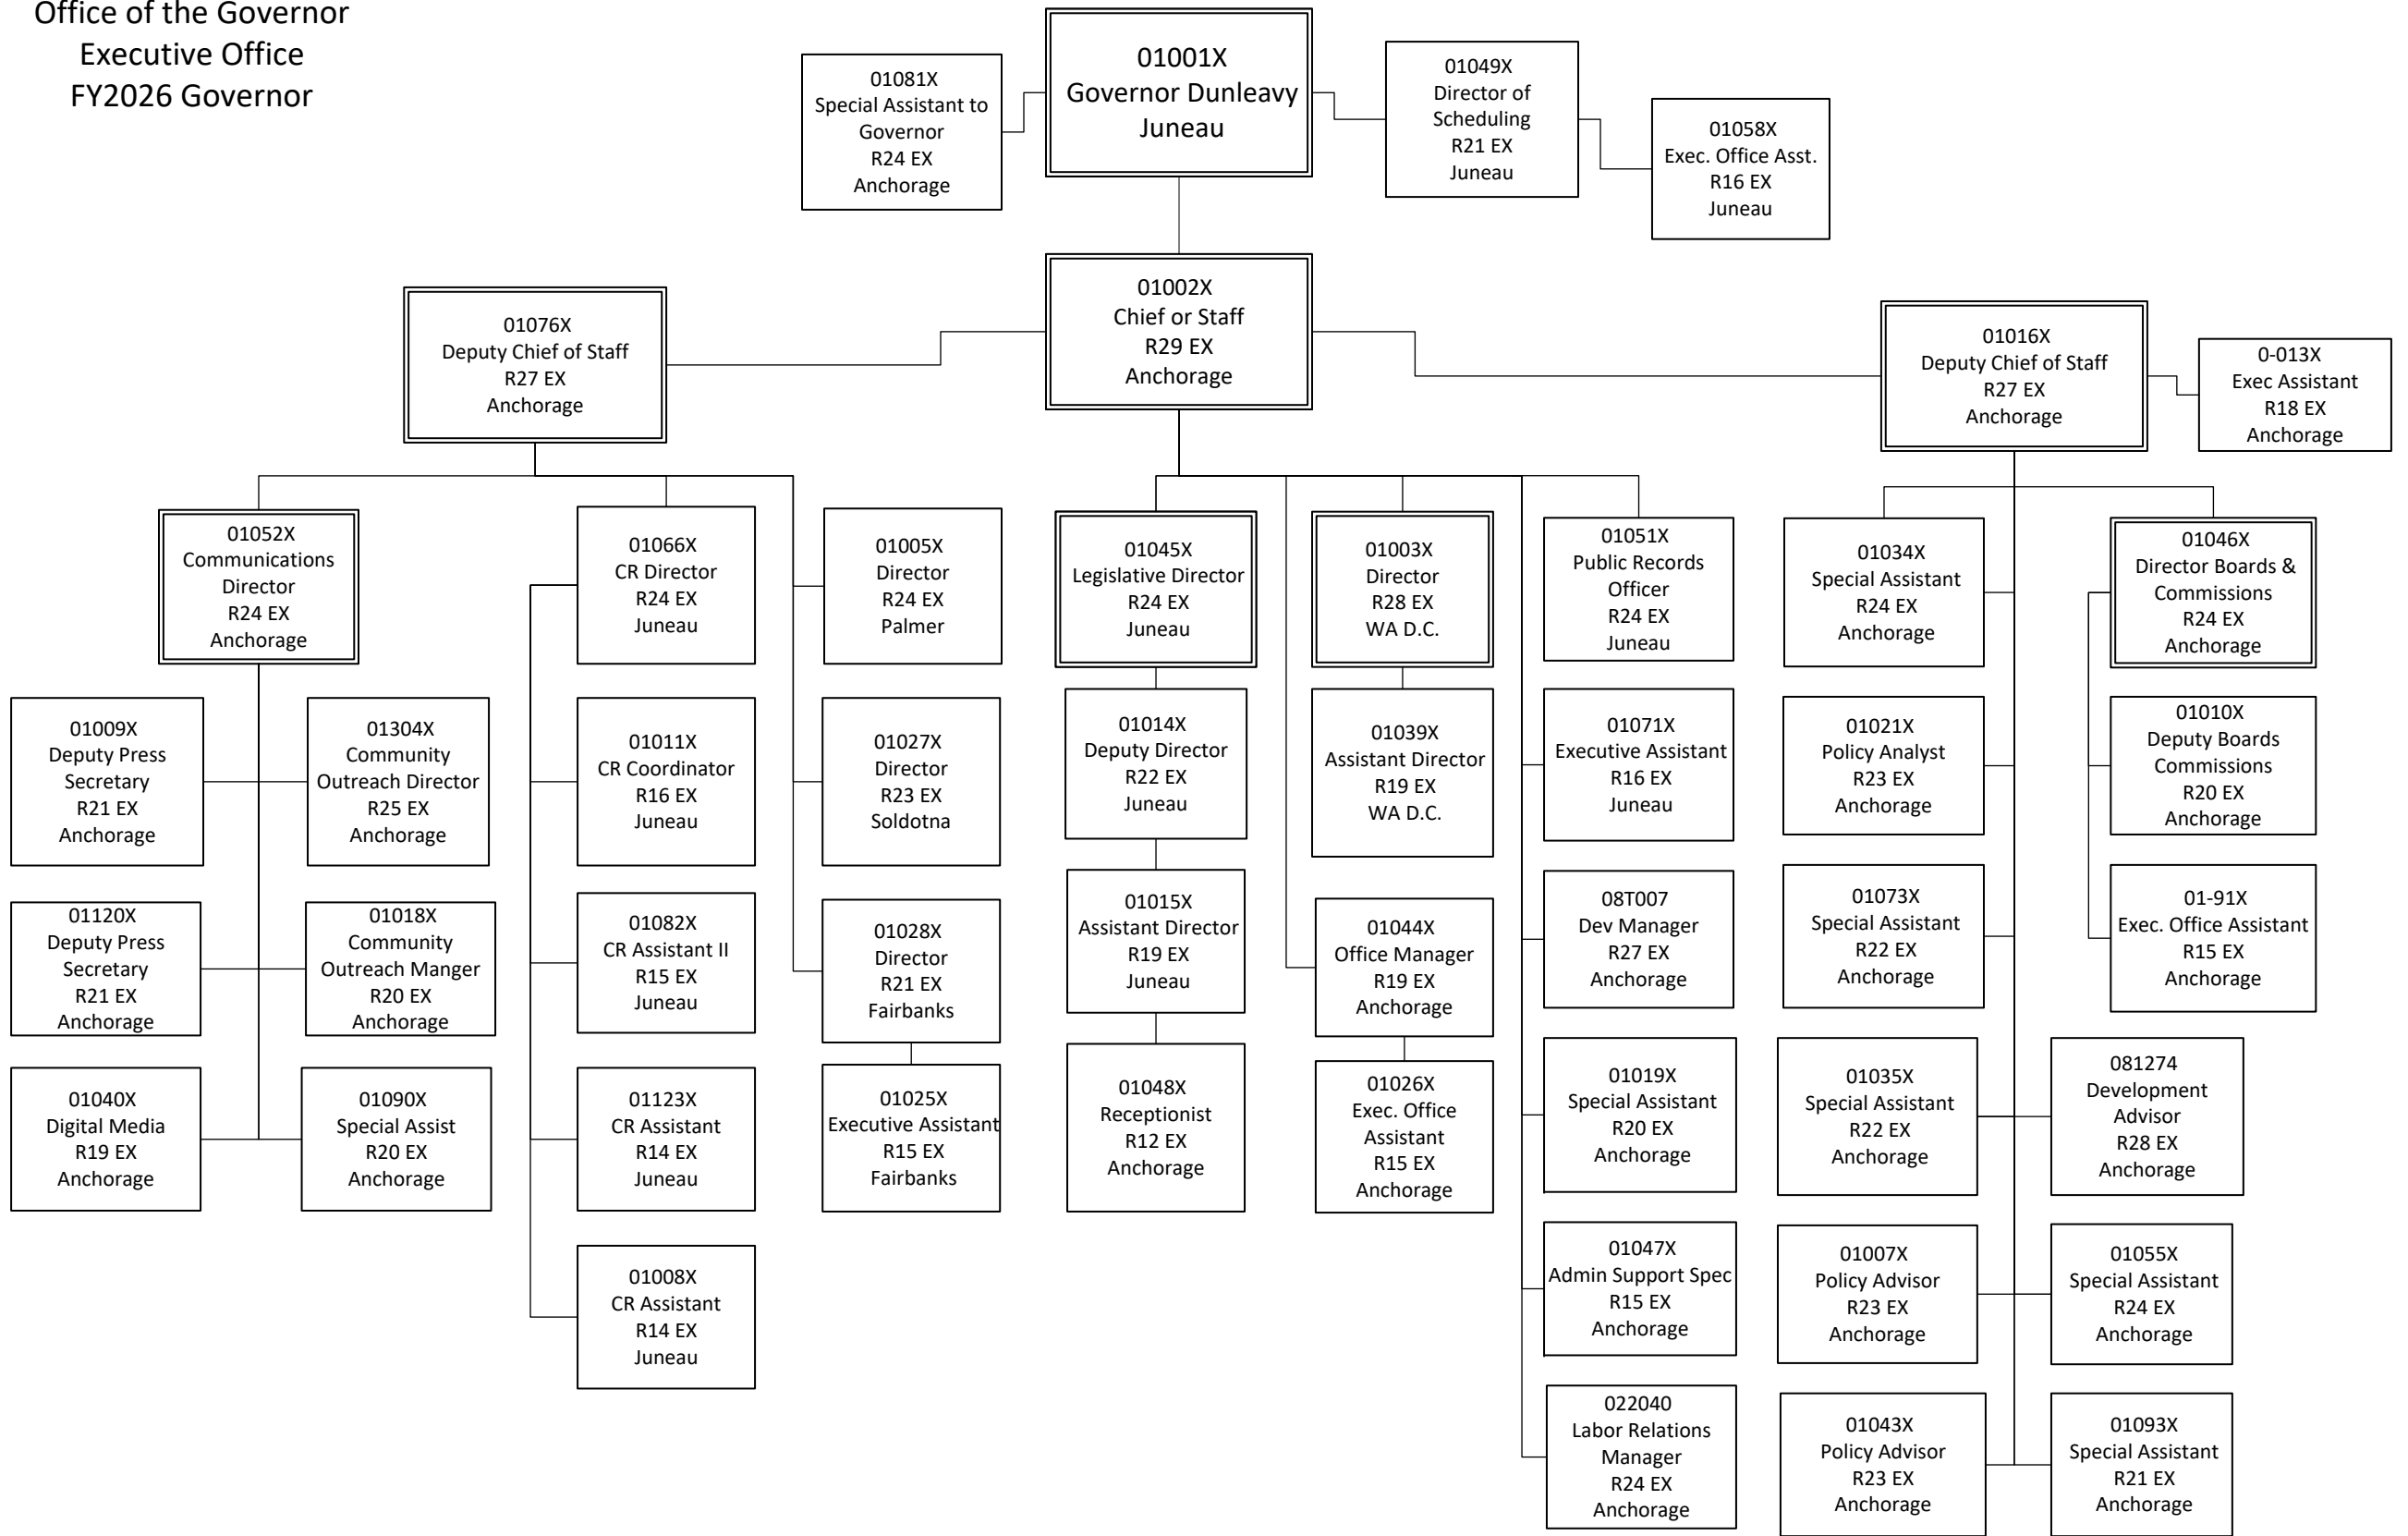 Office of the Governor
Executive Office
FY2026 Governor
01001X
Governor Dunleavy
Juneau
01081X
Special Assistant to
Governor
R24 EX
Anchorage
01049X
Director of
Scheduling
R21 EX
Juneau
01058X
Exec. Office Asst.
R16 EX
Juneau
01002X
Chief or Staff
R29 EX
Anchorage
01076X
Deputy Chief of Staff
R27 EX
Anchorage
01016X
Deputy Chief of Staff
R27 EX
Anchorage
0-013X
Exec Assistant
R18 EX
Anchorage
01052X
Communications
Director
R24 EX
Anchorage
01066X
CR Director
R24 EX
Juneau
01005X
Director
R24 EX
Palmer
01045X
Legislative Director
R24 EX
Juneau
01003X
Director
R28 EX
WA D.C.
01051X
Public Records
Officer
R24 EX
Juneau
01034X
Special Assistant
R24 EX
Anchorage
01046X
Director Boards &
Commissions
R24 EX
Anchorage
01009X
Deputy Press
Secretary
R21 EX
Anchorage
01304X
Community
Outreach Director
R25 EX
Anchorage
01011X
CR Coordinator
R16 EX
Juneau
01027X
Director
R23 EX
Soldotna
01014X
Deputy Director
R22 EX
Juneau
01039X
Assistant Director
R19 EX
WA D.C.
01071X
Executive Assistant
R16 EX
Juneau
01021X
Policy Analyst
R23 EX
Anchorage
01010X
Deputy Boards
Commissions
R20 EX
Anchorage
01120X
Deputy Press
Secretary
R21 EX
Anchorage
01018X
Community
Outreach Manger
R20 EX
Anchorage
01082X
CR Assistant II
R15 EX
Juneau
01028X
Director
R21 EX
Fairbanks
01015X
Assistant Director
R19 EX
Juneau
01044X
Office Manager
R19 EX
Anchorage
08T007
Dev Manager
R27 EX
Anchorage
01073X
Special Assistant
R22 EX
Anchorage
01-91X
Exec. Office Assistant
R15 EX
Anchorage
01040X
Digital Media
R19 EX
Anchorage
01090X
Special Assist
R20 EX
Anchorage
01123X
CR Assistant
R14 EX
Juneau
01025X
Executive Assistant
R15 EX
Fairbanks
01048X
Receptionist
R12 EX
Anchorage
01026X
Exec. Office
Assistant
R15 EX
Anchorage
01019X
Special Assistant
R20 EX
Anchorage
01035X
Special Assistant
R22 EX
Anchorage
081274
Development
Advisor
R28 EX
Anchorage
01008X
CR Assistant
R14 EX
Juneau
01047X
Admin Support Spec
R15 EX
Anchorage
01007X
Policy Advisor
R23 EX
Anchorage
01055X
Special Assistant
R24 EX
Anchorage
022040
Labor Relations
Manager
R24 EX
Anchorage
01043X
Policy Advisor
R23 EX
Anchorage
01093X
Special Assistant
R21 EX
Anchorage